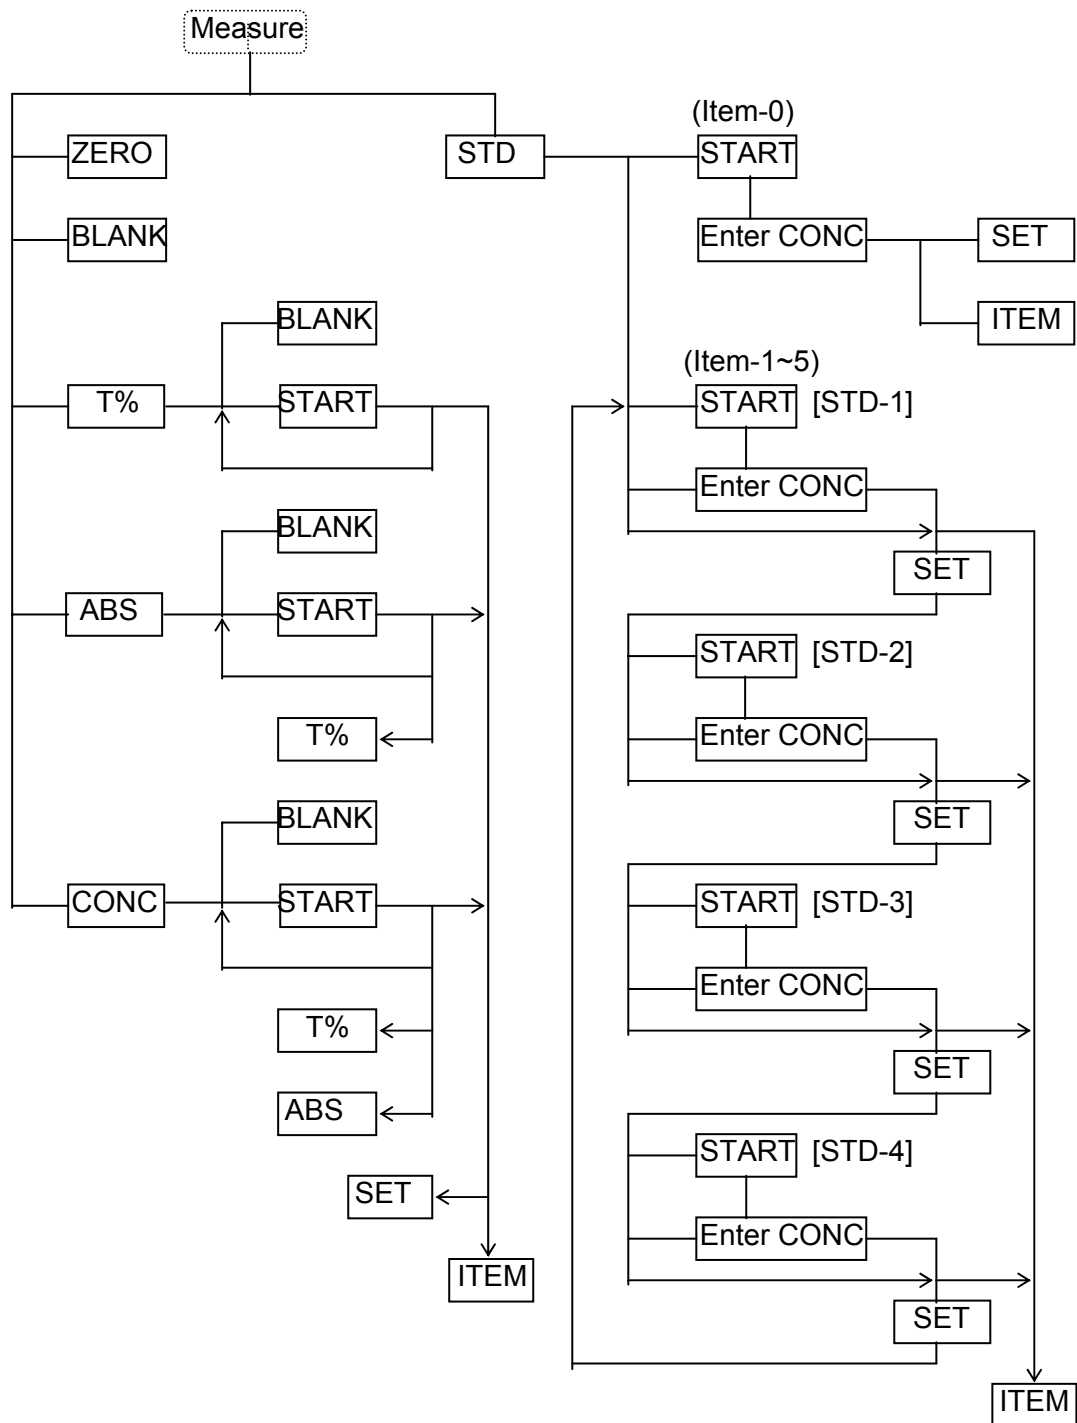 Measure
(Item-0)
ZERO
STD
START
BLANK
Enter CONC
SET
BLANK
ITEM
(Item-1~5)
T%
START
START [STD-1]
Enter CONC
BLANK
SET
ABS
START
START [STD-2]
T%
Enter CONC
BLANK
SET
CONC
START
START [STD-3]
Enter CONC
T%
SET
ABS
START [STD-4]
SET
Enter CONC
ITEM
SET
ITEM